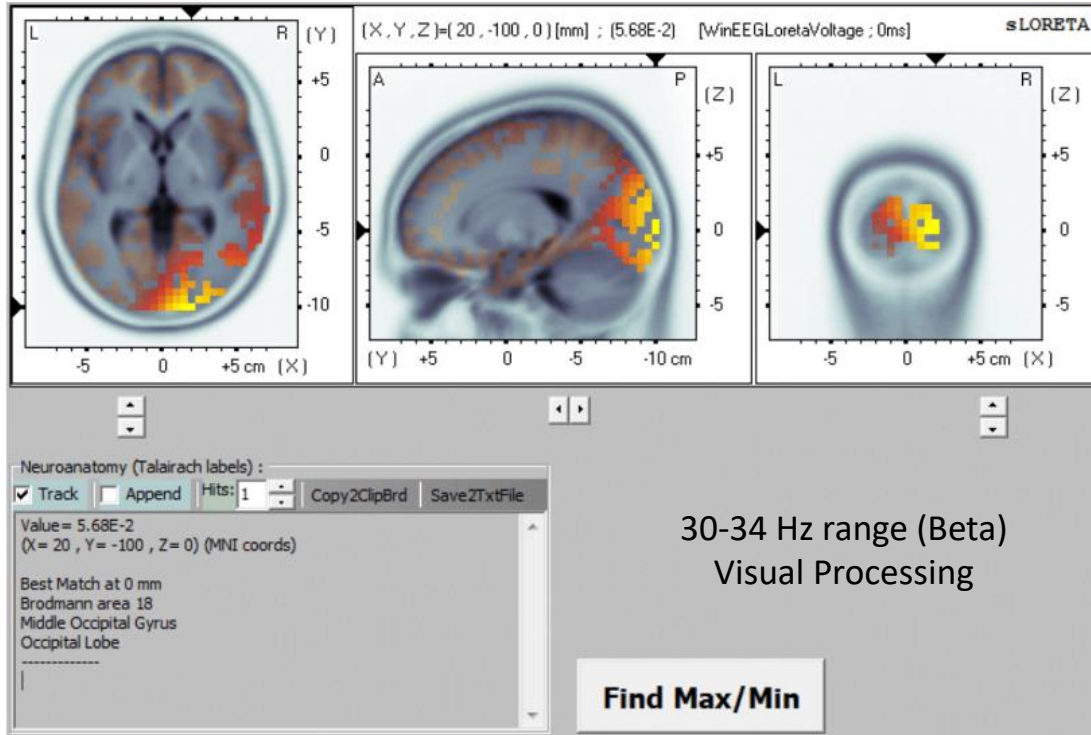 L R (Y)
+5
0
-5
-10
-5 0 +5 cm (X)
(X, Y, Z)=( 20 , -100 , 0 ) [mm] ; (5.68E-2) [WinEEGLoretaVoltage ; 0ms] sLORETA
A P (Z)
+5
0
-5
(Y) +5 0 -5 -10 cm
L R (Z)
+5
0
-5
-5 0 +5 cm (X)
Neuroanatomy (Talairach labels) :
Track Append Hits: 1 Copy2ClipBrd Save2TxtFile
Value= 5.68E-2
(X= 20 , Y= -100 , Z= 0) (MNI coords)
Best Match at 0 mm
Brodmann area 18
Middle Occipital Gyrus
Occipital Lobe
-------------
30-34 Hz range (Beta)
Visual Processing
Find Max/Min